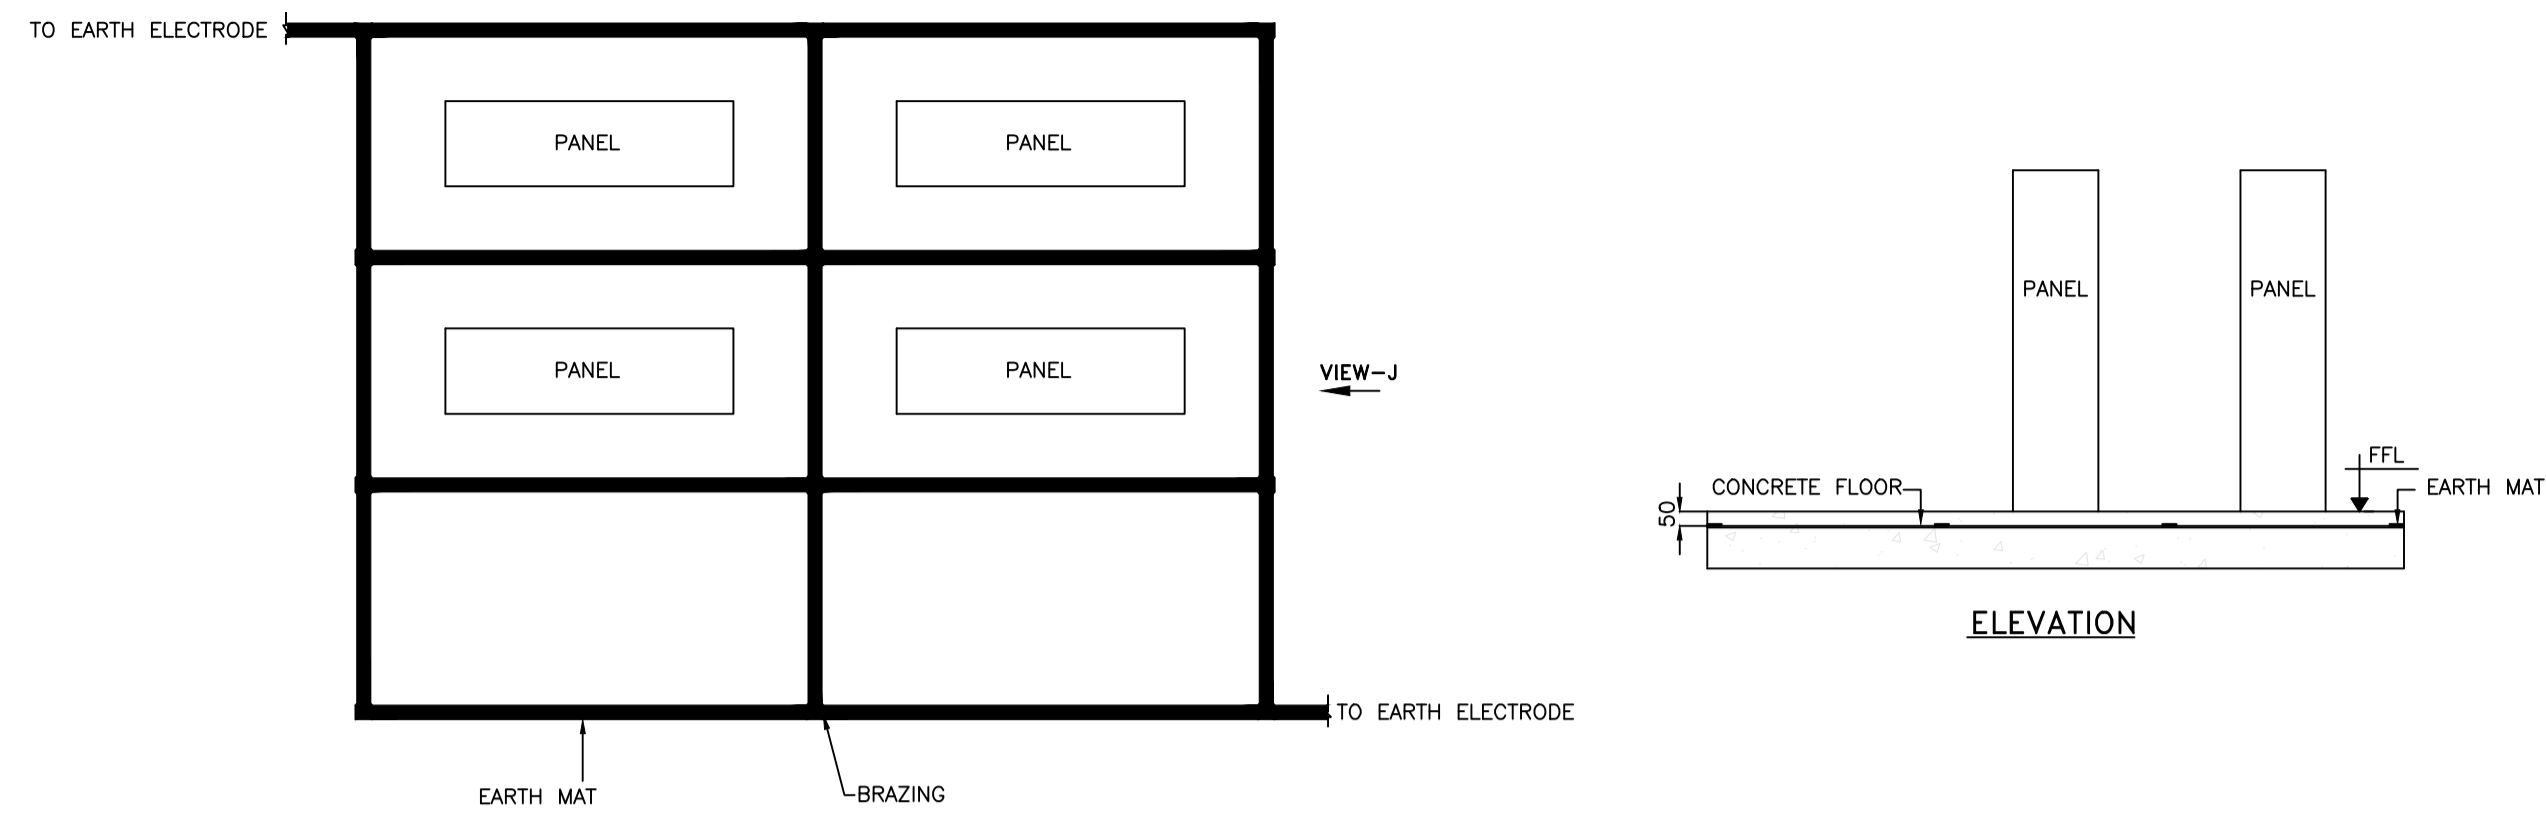 TO EARTH ELECTRODE
PANEL
PANEL
PANEL
PANEL
VIEW-J
TO EARTH ELECTRODE
EARTH MAT
BRAZING
PANEL
PANEL
FFL
CONCRETE FLOOR
EARTH MAT
50
ELEVATION